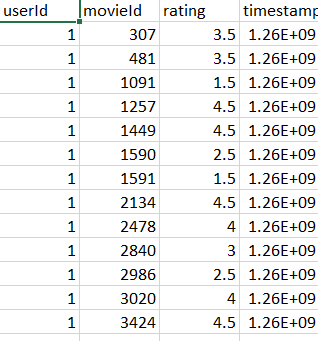 userId movieId rating timestamp
1 307 3.5 1.26E+09
1 481 3.5 1.26E+09
1 1091 1.5 1.26E+09
1 1257 4.5 1.26E+09
1 1449 4.5 1.26E+09
1 1590 2.5 1.26E+09
1 1591 1.5 1.26E+09
1 2134 4.5 1.26E+09
1 2478 4 1.26E+09
1 2840 3 1.26E+09
1 2986 2.5 1.26E+09
1 3020 4 1.26E+09
1 3424 4.5 1.26E+09